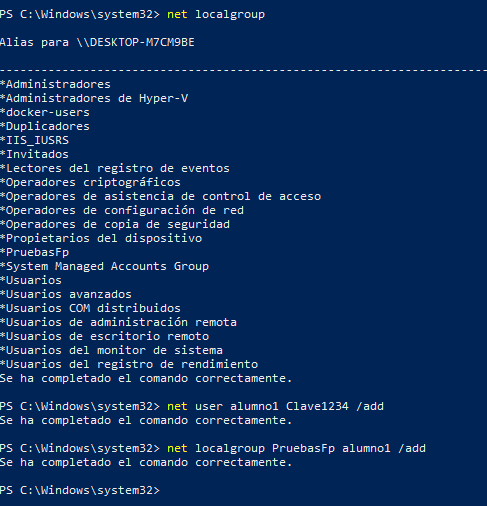 PS C:\Windows\system32> net localgroup
Alias para \\DESKTOP-M7CM9BE
-------------------------------------------------------------------------------
*Administradores
*Administradores de Hyper-V
*docker-users
*Duplicadores
*IIS_IUSRS
*Invitados
*Lectores del registro de eventos
*Operadores criptográficos
*Operadores de asistencia de control de acceso
*Operadores de configuración de red
*Operadores de copia de seguridad
*Propietarios del dispositivo
*PruebasFp
*System Managed Accounts Group
*Usuarios
*Usuarios avanzados
*Usuarios COM distribuidos
*Usuarios de administración remota
*Usuarios de escritorio remoto
*Usuarios del monitor de sistema
*Usuarios del registro de rendimiento
Se ha completado el comando correctamente.
PS C:\Windows\system32> net user alumno1 Clave1234 /add
Se ha completado el comando correctamente.
PS C:\Windows\system32> net localgroup PruebasFp alumno1 /add
Se ha completado el comando correctamente.
PS C:\Windows\system32>